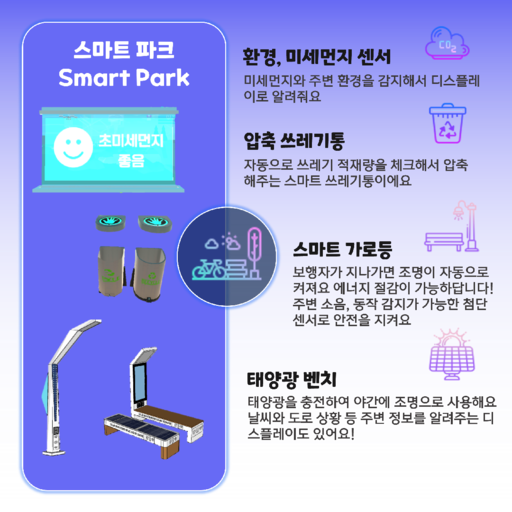 스마트 파크
Smart Park
초미세먼지
좋음
환경, 미세먼지 센서
미세먼지와 주변 환경을 감지해서 디스플레
이로 알려줘요
CO2
압축 쓰레기통
자동으로 쓰레기 적재량을 체크해서 압축
해주는 스마트 쓰레기통이에요
스마트 가로등
보행자가 지나가면 조명이 자동으로
켜져요 에너지 절감이 가능하답니다!
주변 소음, 동작 감지가 가능한 첨단
센서로 안전을 지켜요
태양광 벤치
태양광을 충전하여 야간에 조명으로 사용해요
날씨와 도로 상황 등 주변 정보를 알려주는 디
스플레이도 있어요!